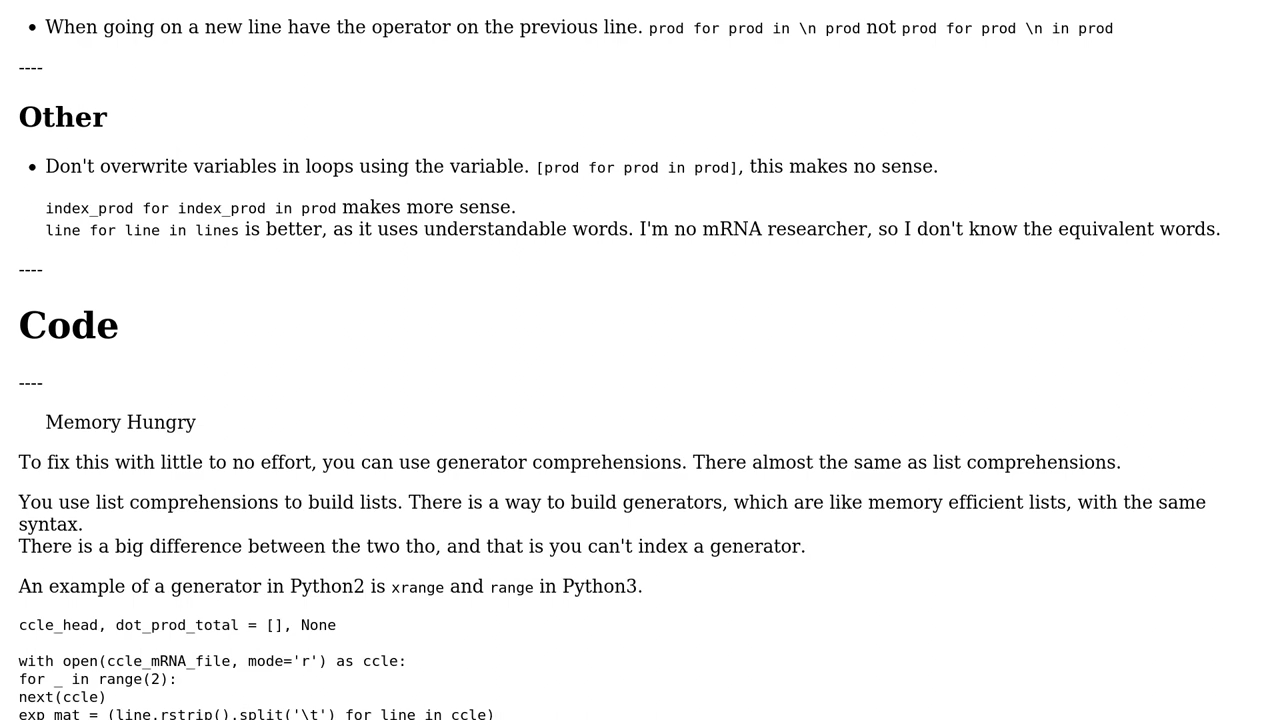 • When going on a new line have the operator on the previous line. prod for prod in \n prod not prod for prod \n in prod
----
Other
• Don't overwrite variables in loops using the variable. [prod for prod in prod], this makes no sense.
index_prod for index_prod in prod makes more sense.
line for line in lines is better, as it uses understandable words. I'm no mRNA researcher, so I don't know the equivalent words.
----
Code
----
Memory Hungry
To fix this with little to no effort, you can use generator comprehensions. There almost the same as list comprehensions.
You use list comprehensions to build lists. There is a way to build generators, which are like memory efficient lists, with the same
syntax.
There is a big difference between the two tho, and that is you can't index a generator.
An example of a generator in Python2 is xrange and range in Python3.
ccle_head, dot_prod_total = [], None
with open(ccle_mRNA_file, mode='r') as ccle:
for _ in range(2):
next(ccle)
exp_mat = (line.rstrip().split('\t') for line in ccle)